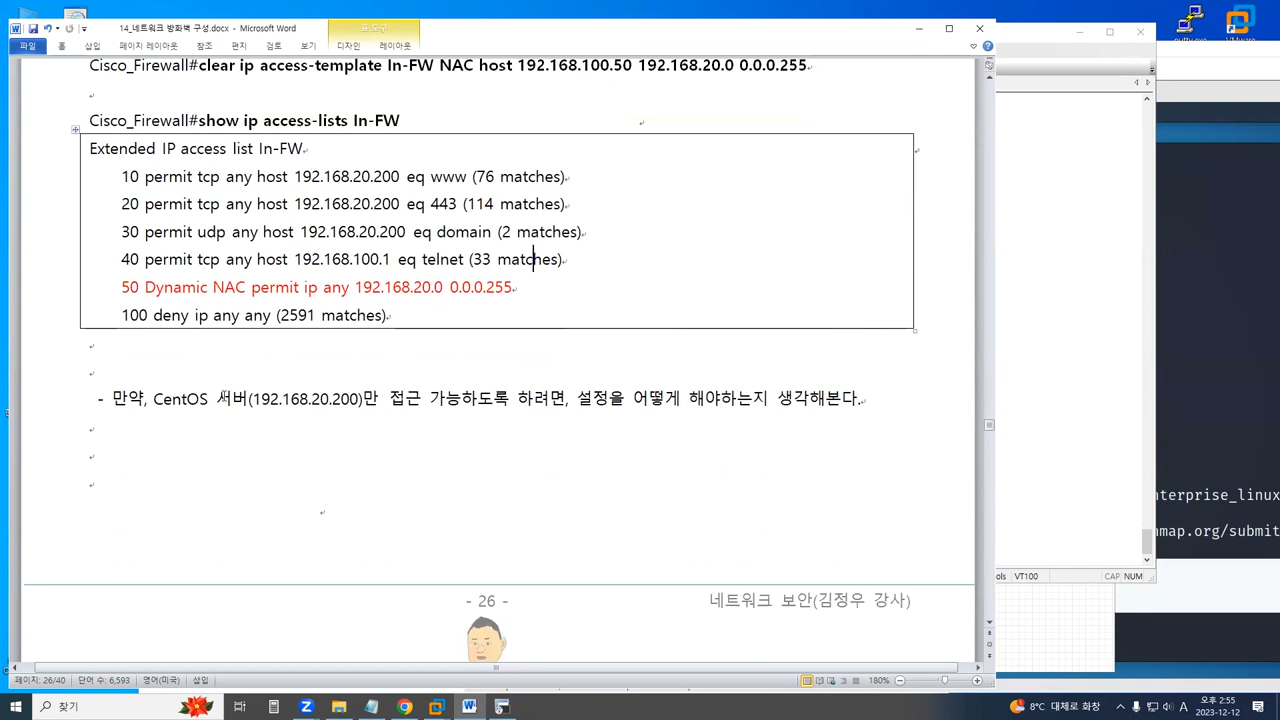 14_네트워크 방화벽 구성.docx - Microsoft Word
표 도구
파일 홈 삽입 페이지 레이아웃 참조 편지 검토 보기 디자인 레이아웃
Cisco_Firewall#clear ip access-template In-FW NAC host 192.168.100.50 192.168.20.0 0.0.0.255
Cisco_Firewall#show ip access-lists In-FW
Extended IP access list In-FW
10 permit tcp any host 192.168.20.200 eq www (76 matches)
20 permit tcp any host 192.168.20.200 eq 443 (114 matches)
30 permit udp any host 192.168.20.200 eq domain (2 matches)
40 permit tcp any host 192.168.100.1 eq telnet (33 matches)
50 Dynamic NAC permit ip any 192.168.20.0 0.0.0.255
100 deny ip any any (2591 matches)
- 만약, CentOS 서버(192.168.20.200)만 접근 가능하도록 하려면, 설정을 어떻게 해야하는지 생각해본다.
- 26 -
네트워크 보안(김정우 강사)
페이지: 26/40 단어 수: 6,593 영어(미국) 삽입 180%
putty.exe
VMware
nterprise_linux
nmap.org/submit
ols VT100 CAP NUM
찾기
8°C 대체로 화창
A
오후 2:55
2023-12-12